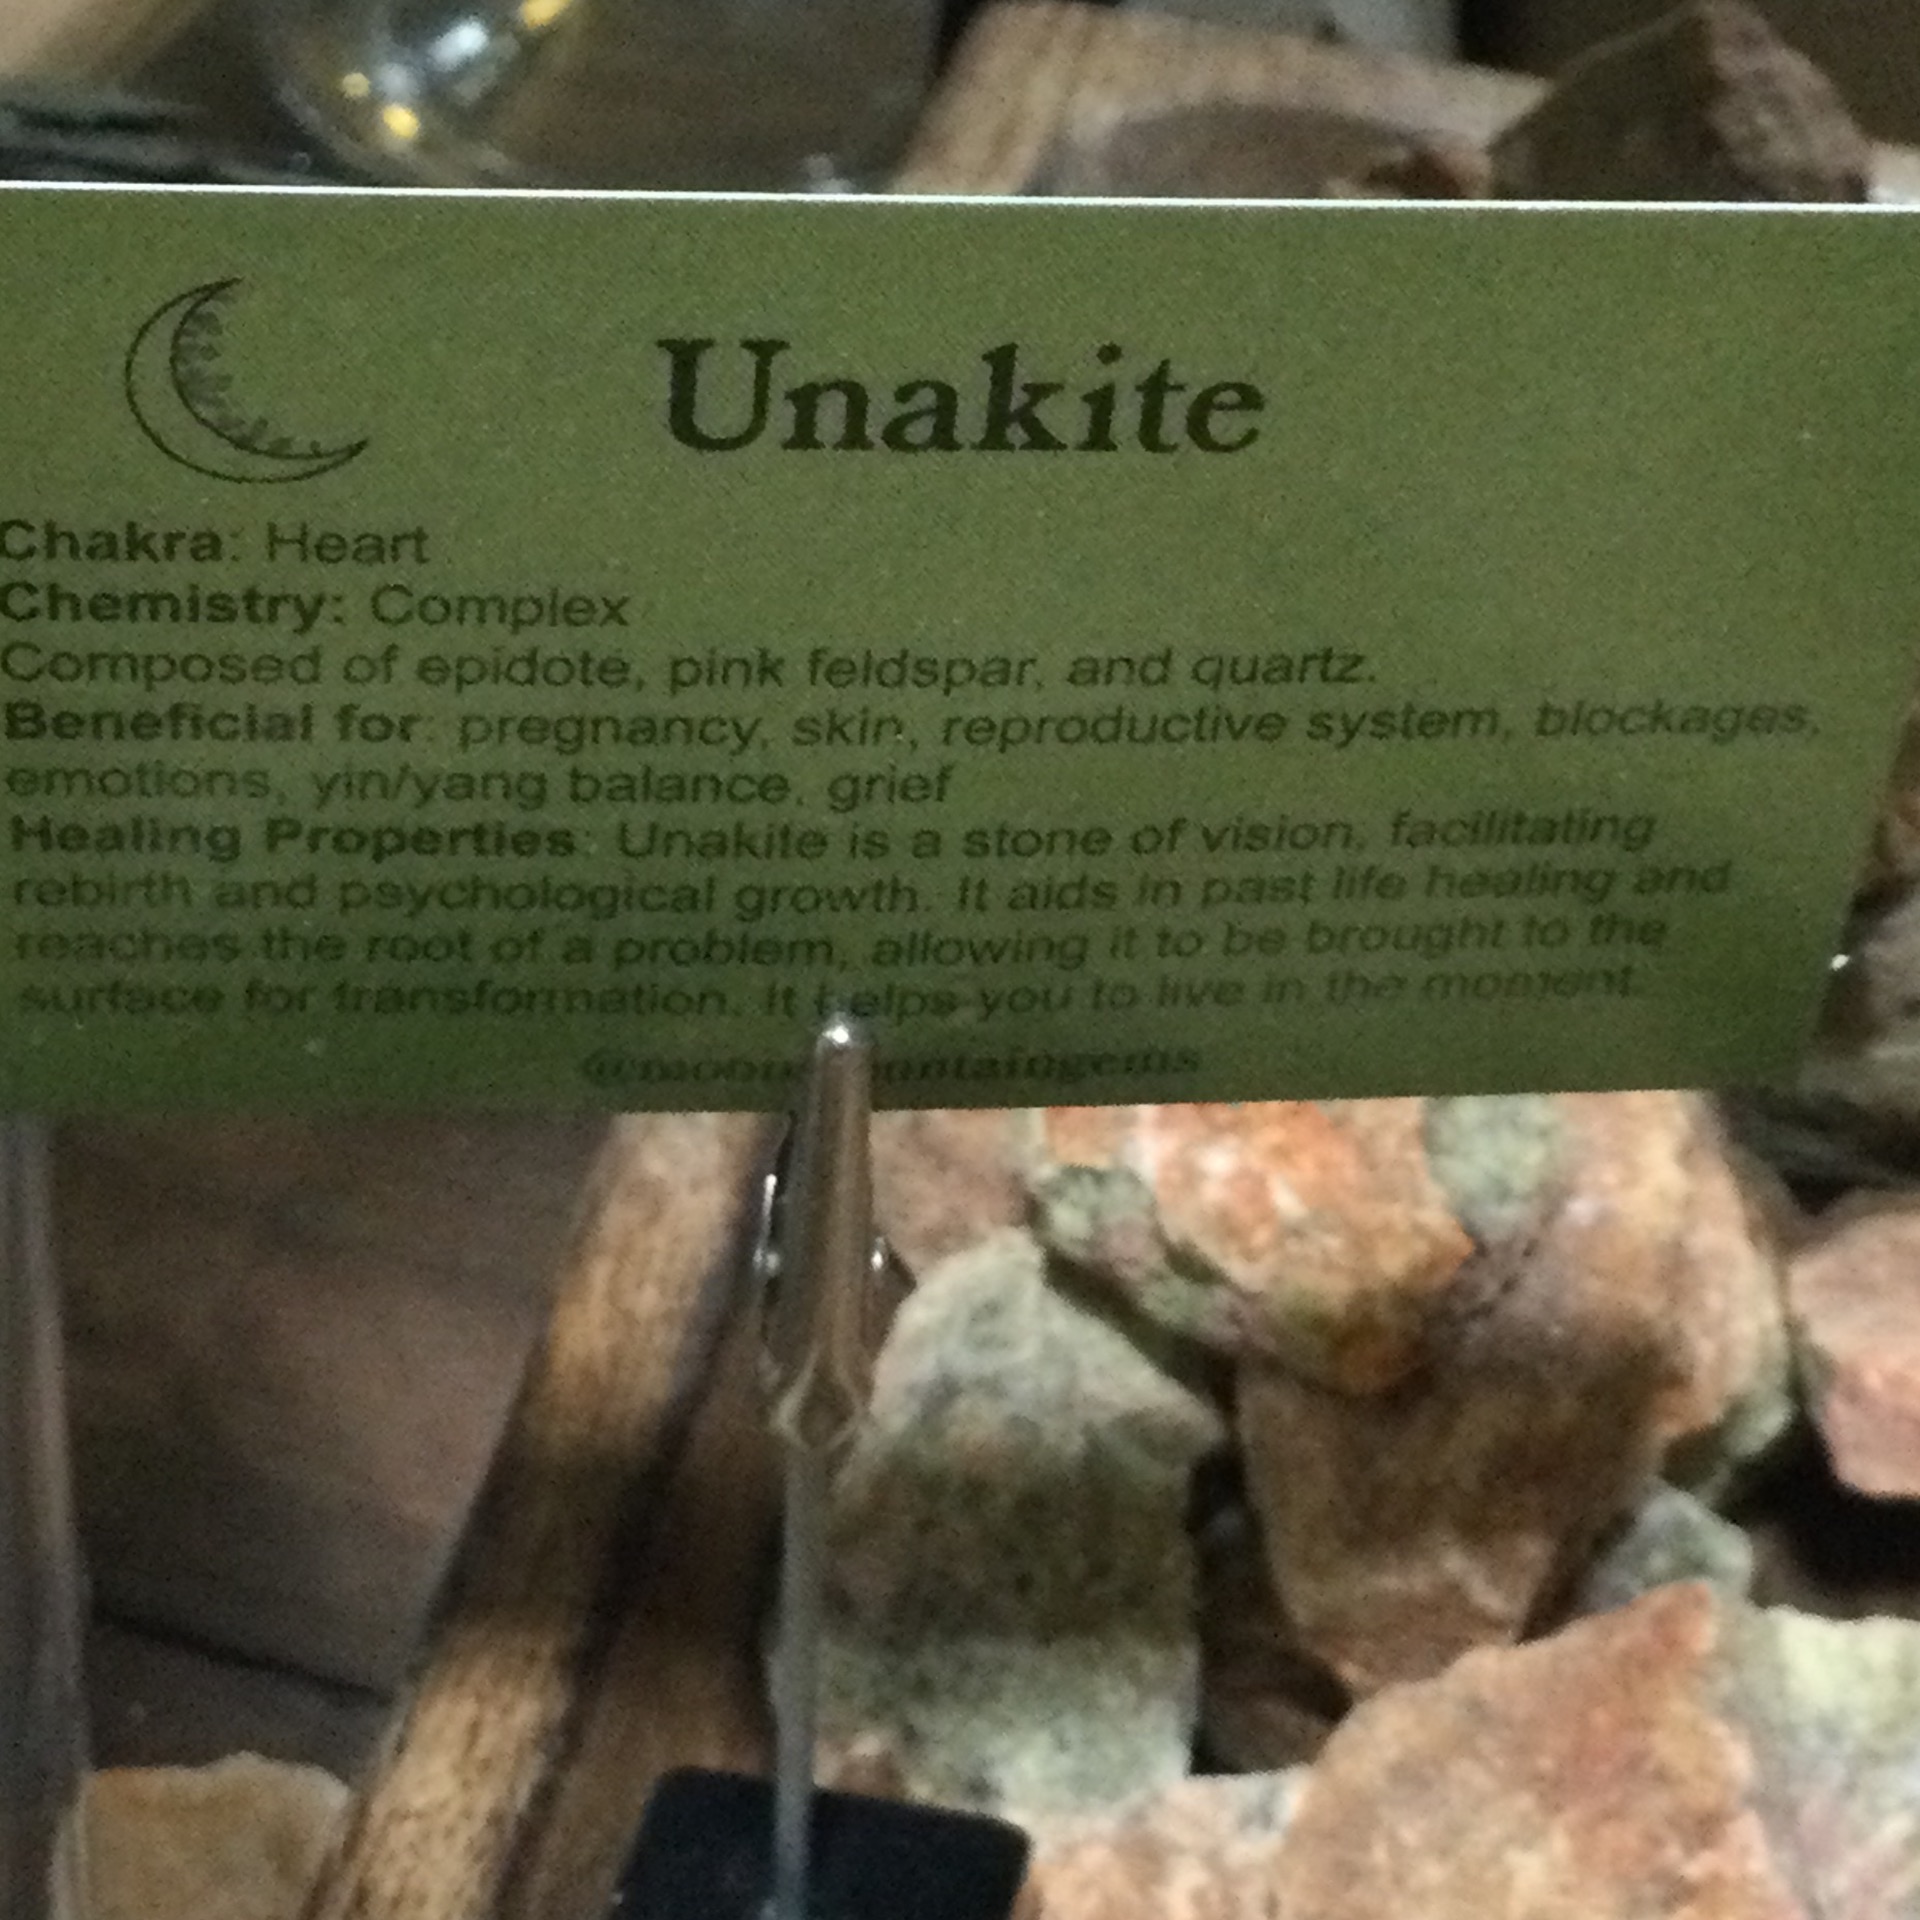 Unakite
Chakra: Heart
Chemistry: Complex
Composed of epidote, pink feldspar, and quartz.
Beneficial for: pregnancy, skin, reproductive system, blockages,
emotions, yin/yang balance, grief
Healing Properties: Unakite is a stone of vision, facilitating
rebirth and psychological growth. It aids in past life healing and
reaches the root of a problem, allowing it to be brought to the
surface for transformation. It helps you to live in the moment.